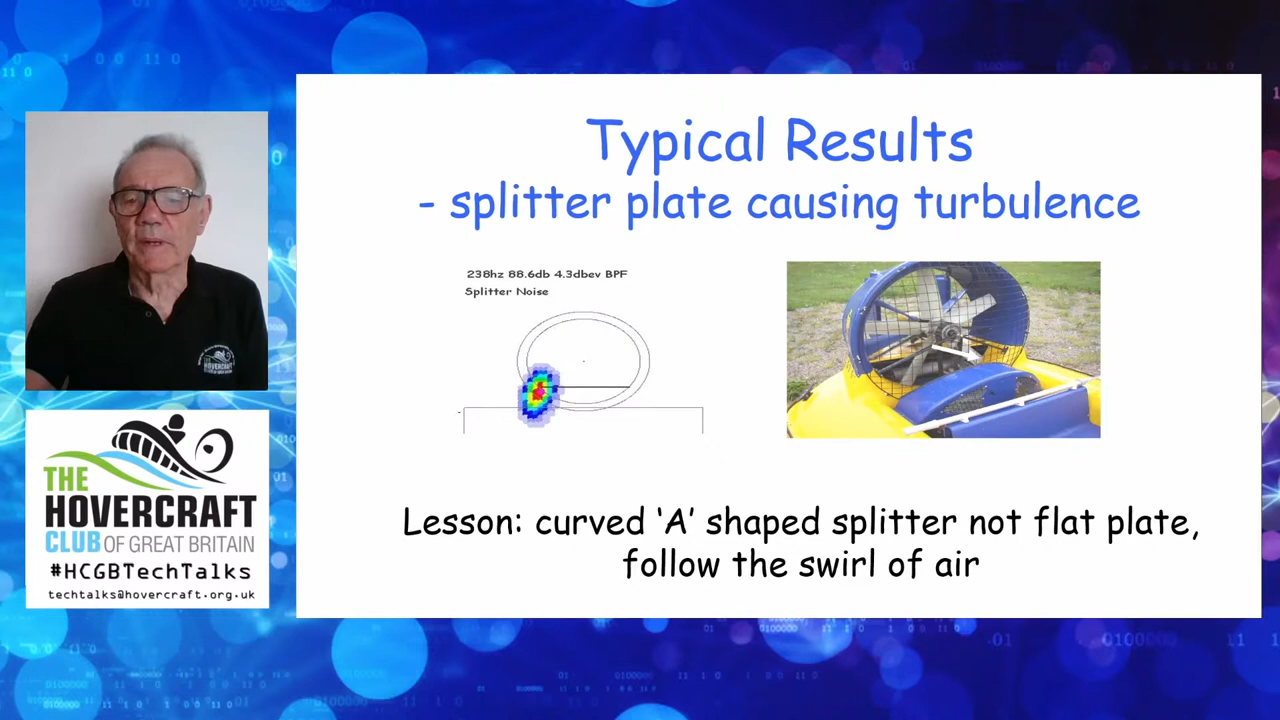 Typical Results
- splitter plate causing turbulence
238hz 88.6db 4.3dbev BPF
Splitter Noise
Lesson: curved ‘A’ shaped splitter not flat plate,
follow the swirl of air
THE
HOVERCRAFT
CLUB OF GREAT BRITAIN
#HCGBTechTalks
techtalks@hovercraft.org.uk